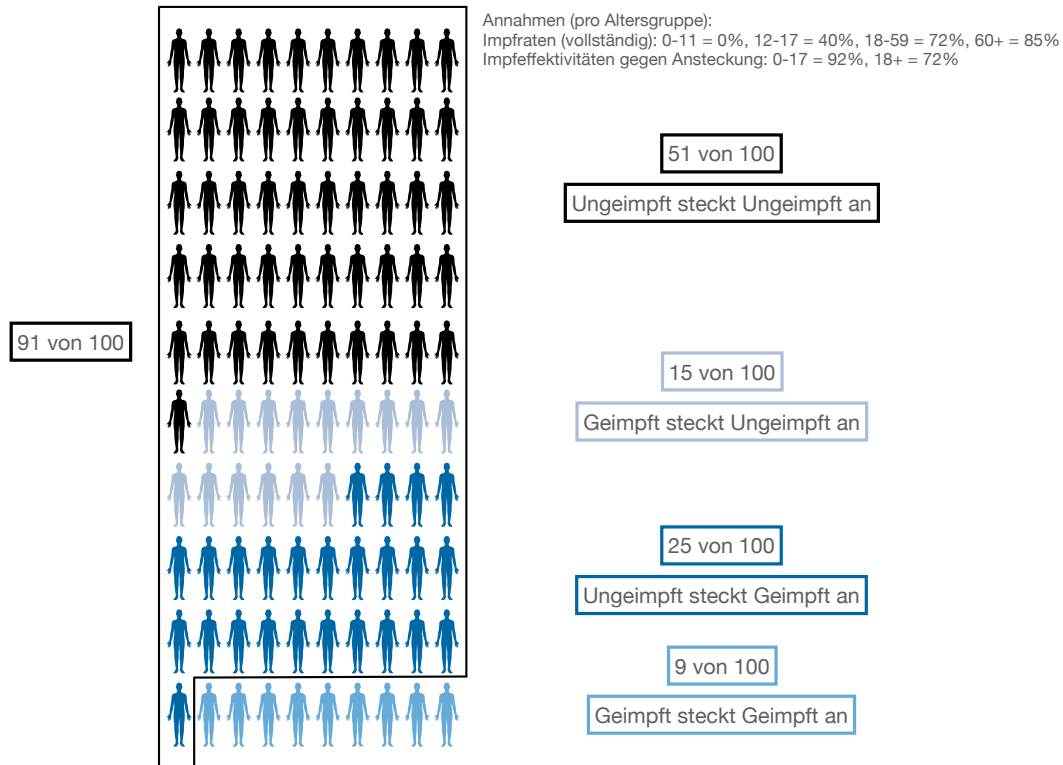 Annahmen (pro Altersgruppe):
Impfraten (vollständig): 0-11 = 0%, 12-17 = 40%, 18-59 = 72%, 60+ = 85%
Impfeffektivitäten gegen Ansteckung: 0-17 = 92%, 18+ = 72%
51 von 100
Ungeimpft steckt Ungeimpft an
91 von 100
15 von 100
Geimpft steckt Ungeimpft an
25 von 100
Ungeimpft steckt Geimpft an
9 von 100
Geimpft steckt Geimpft an